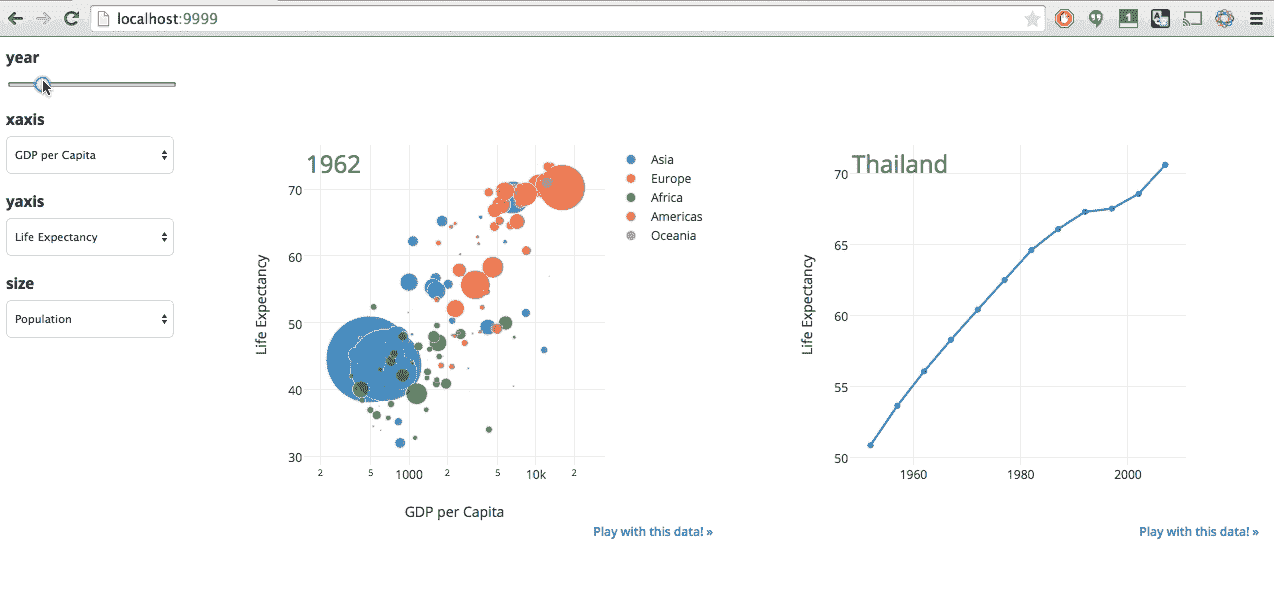 localhost:9999
1
A
year
xaxis
GDP per Capita
yaxis
Life Expectancy
size
Population
1962
Asia
Europe
Africa
Americas
Oceania
70
60
50
40
30
Life Expectancy
2
5
1000
2
5
10k
2
GDP per Capita
Play with this data! »
Thailand
70
65
60
55
50
Life Expectancy
1960
1980
2000
Play with this data! »